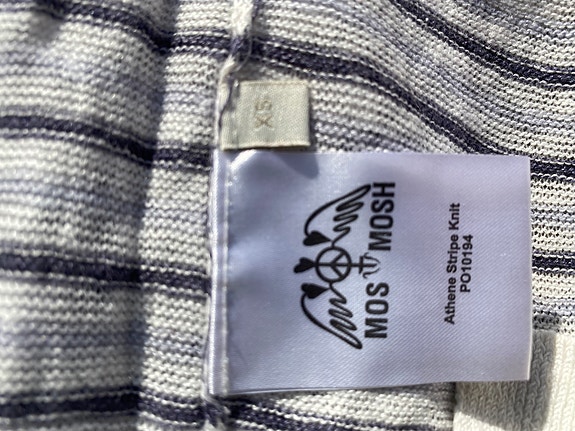 XS
MOS MOSH
Athene Stripe Knit
PO10194